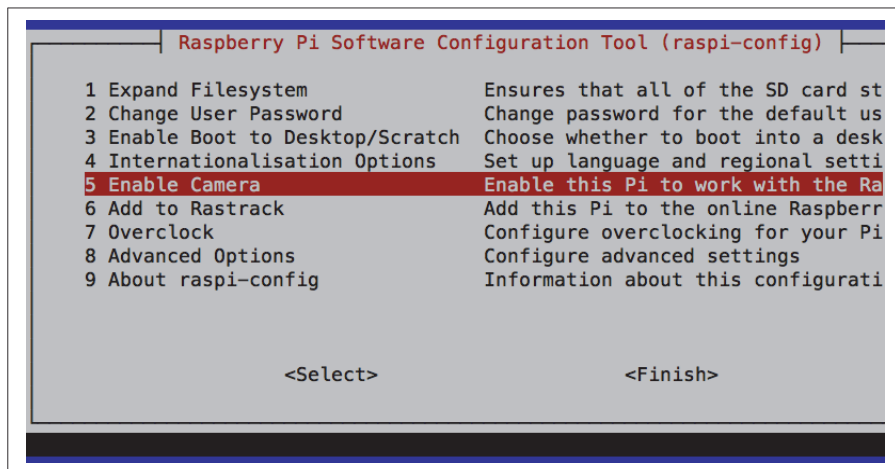 Raspberry Pi Software Configuration Tool (raspi-config)
1 Expand Filesystem Ensures that all of the SD card st
2 Change User Password Change password for the default us
3 Enable Boot to Desktop/Scratch Choose whether to boot into a desk
4 Internationalisation Options Set up language and regional setti
5 Enable Camera Enable this Pi to work with the Ra
6 Add to Rastrack Add this Pi to the online Raspberr
7 Overclock Configure overclocking for your Pi
8 Advanced Options Configure advanced settings
9 About raspi-config Information about this configurati
<Select> <Finish>